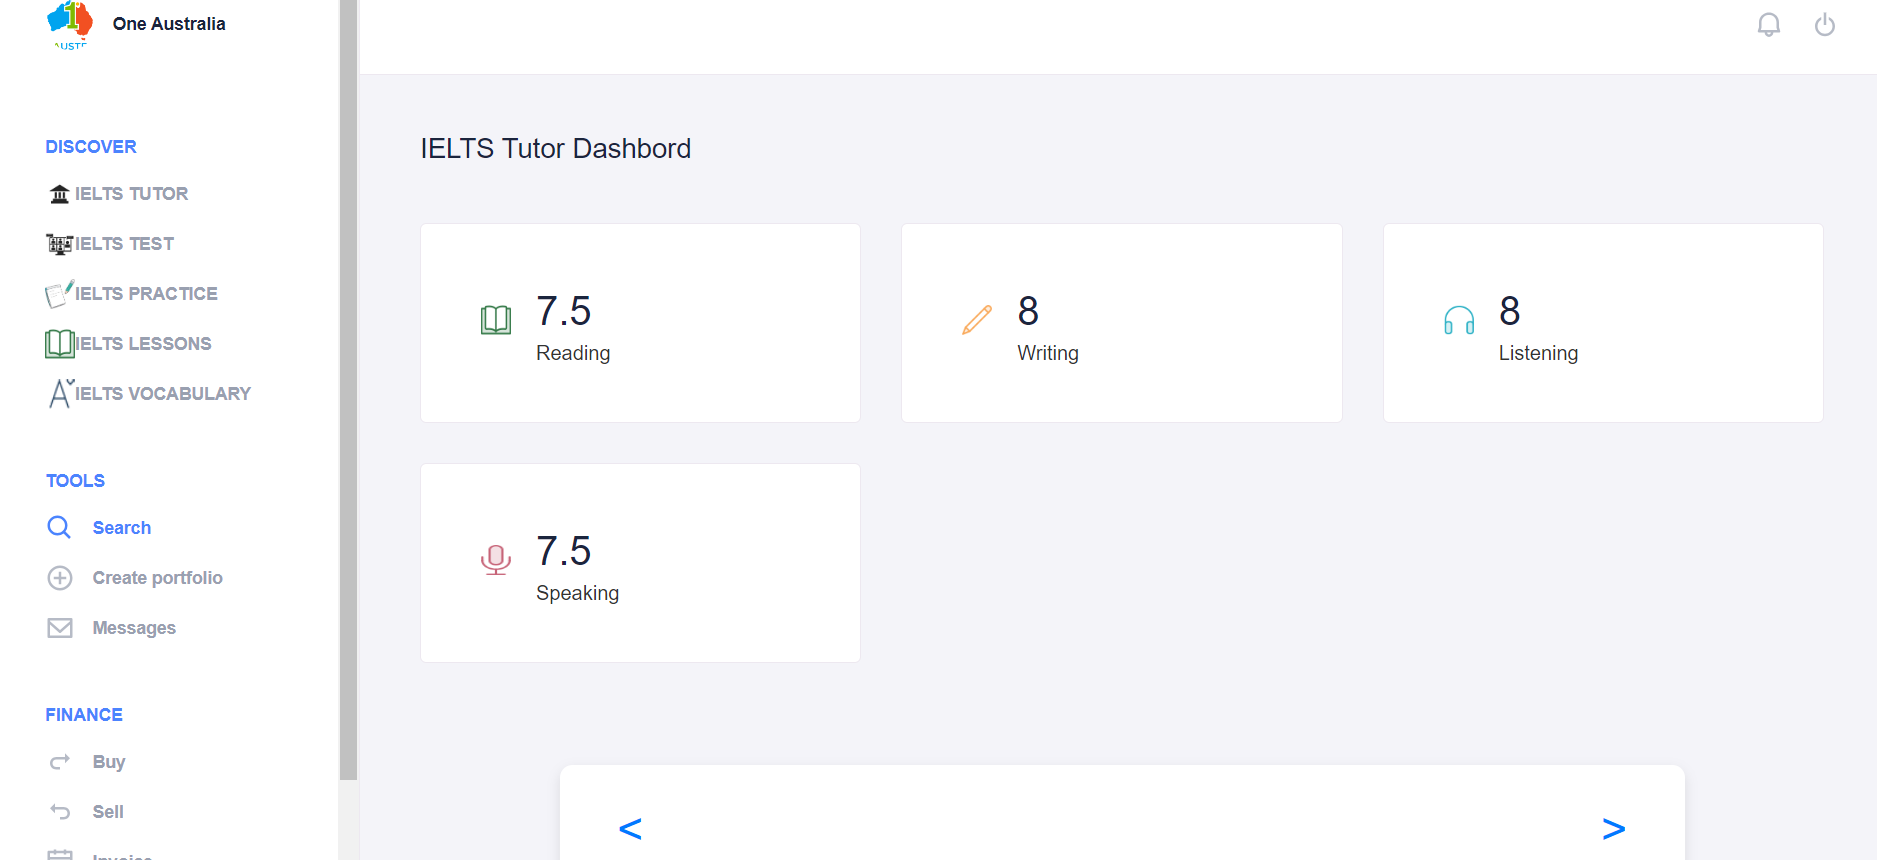 One Australia
DISCOVER
IELTS TUTOR
IELTS TEST
IELTS PRACTICE
IELTS LESSONS
IELTS VOCABULARY
TOOLS
Search
Create portfolio
Messages
FINANCE
Buy
Sell
Invoice
IELTS Tutor Dashbord
7.5
Reading
8
Writing
8
Listening
7.5
Speaking
<
>